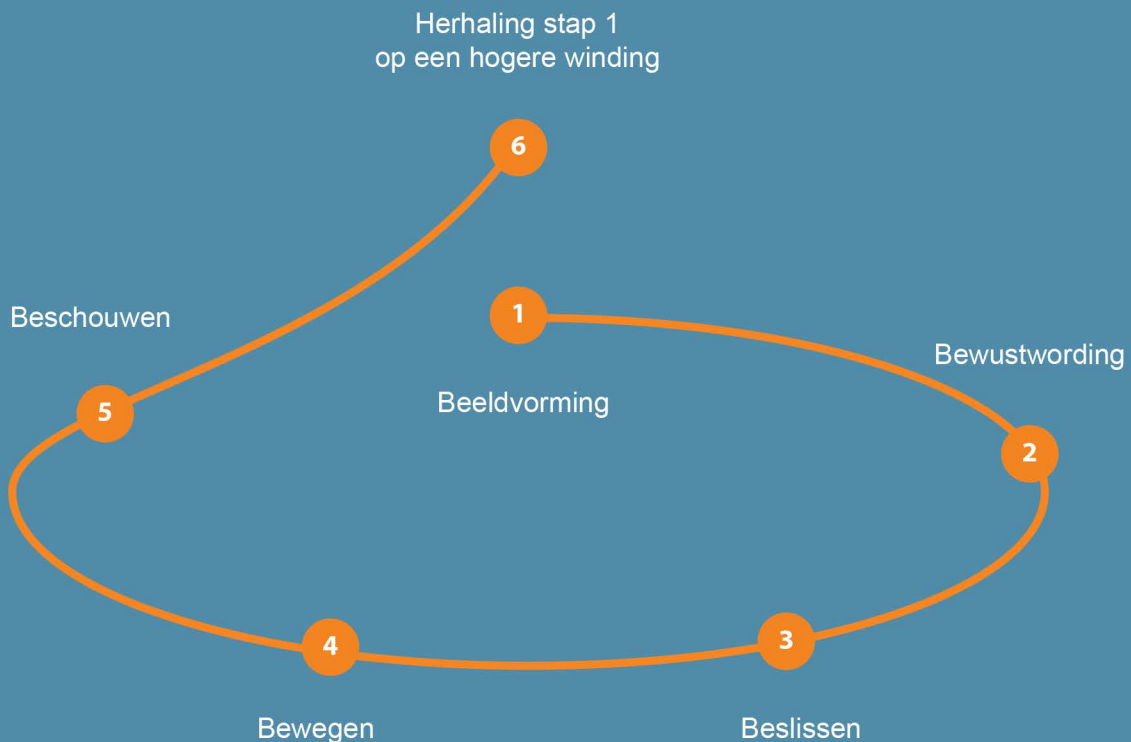 Herhaling stap 1
op een hogere winding
6
1
Beschouwen
Bewustwording
Beeldvorming
5
2
4
3
Bewegen
Beslissen